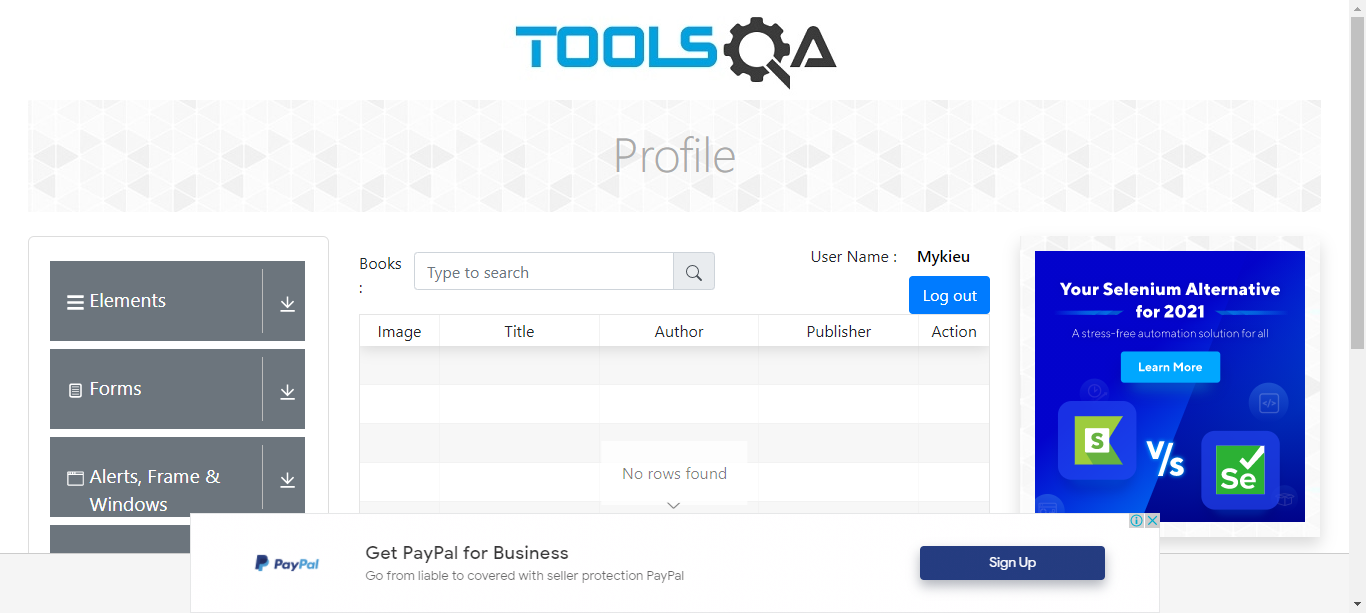 TOOLSQA
Profile
Elements
Forms
Alerts, Frame &
Windows
Books
:
Type to search
User Name :
Mykieu
Log out
Image Title Author Publisher Action
No rows found
Your Selenium Alternative
for 2021
A stress-free automation solution for all
Learn More
S
V/s
Se
PayPal
Get PayPal for Business
Go from liable to covered with seller protection PayPal
Sign Up